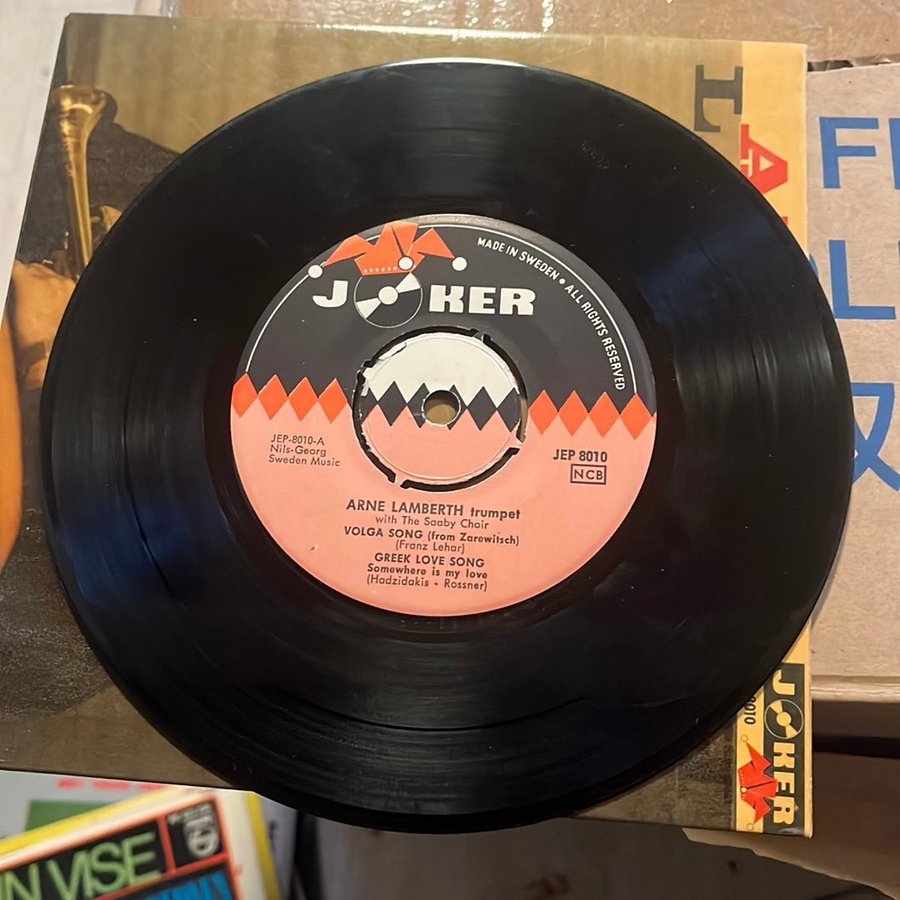 JOKER
MADE IN SWEDEN • ALL RIGHTS RESERVED
JEP-8010-A
Nils-Georg
Sweden Music
JEP 8010
NCB
ARNE LAMBERTH trumpet
with The Saaby Choir
VOLGA SONG (from Zarewitsch)
(Franz Lehar)
GREEK LOVE SONG
Somewhere is my love
(Hadzidakis - Rossner)
L
A
JOKER
VISE